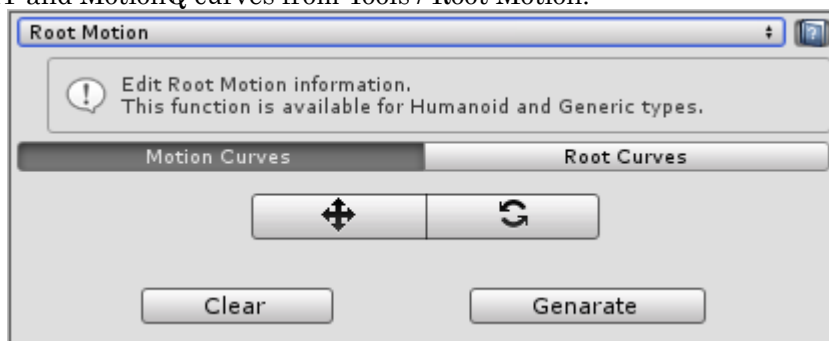 and MotionQ curves from Tools / Root Motion.
Root Motion
Edit Root Motion information.
This function is available for Humanoid and Generic types.
Motion Curves Root Curves
Clear Genarate